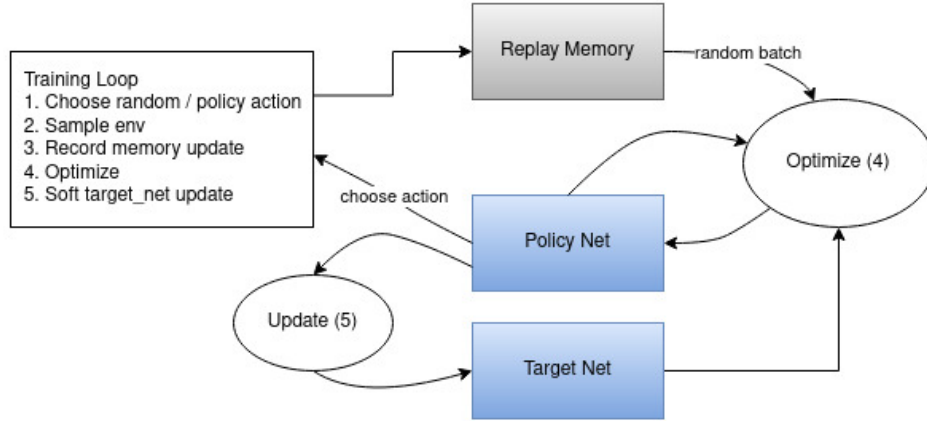 Replay Memory
random batch
Training Loop
1. Choose random / policy action
2. Sample env
3. Record memory update
4. Optimize
5. Soft target_net update
Optimize (4)
choose action
Policy Net
Update (5)
Target Net